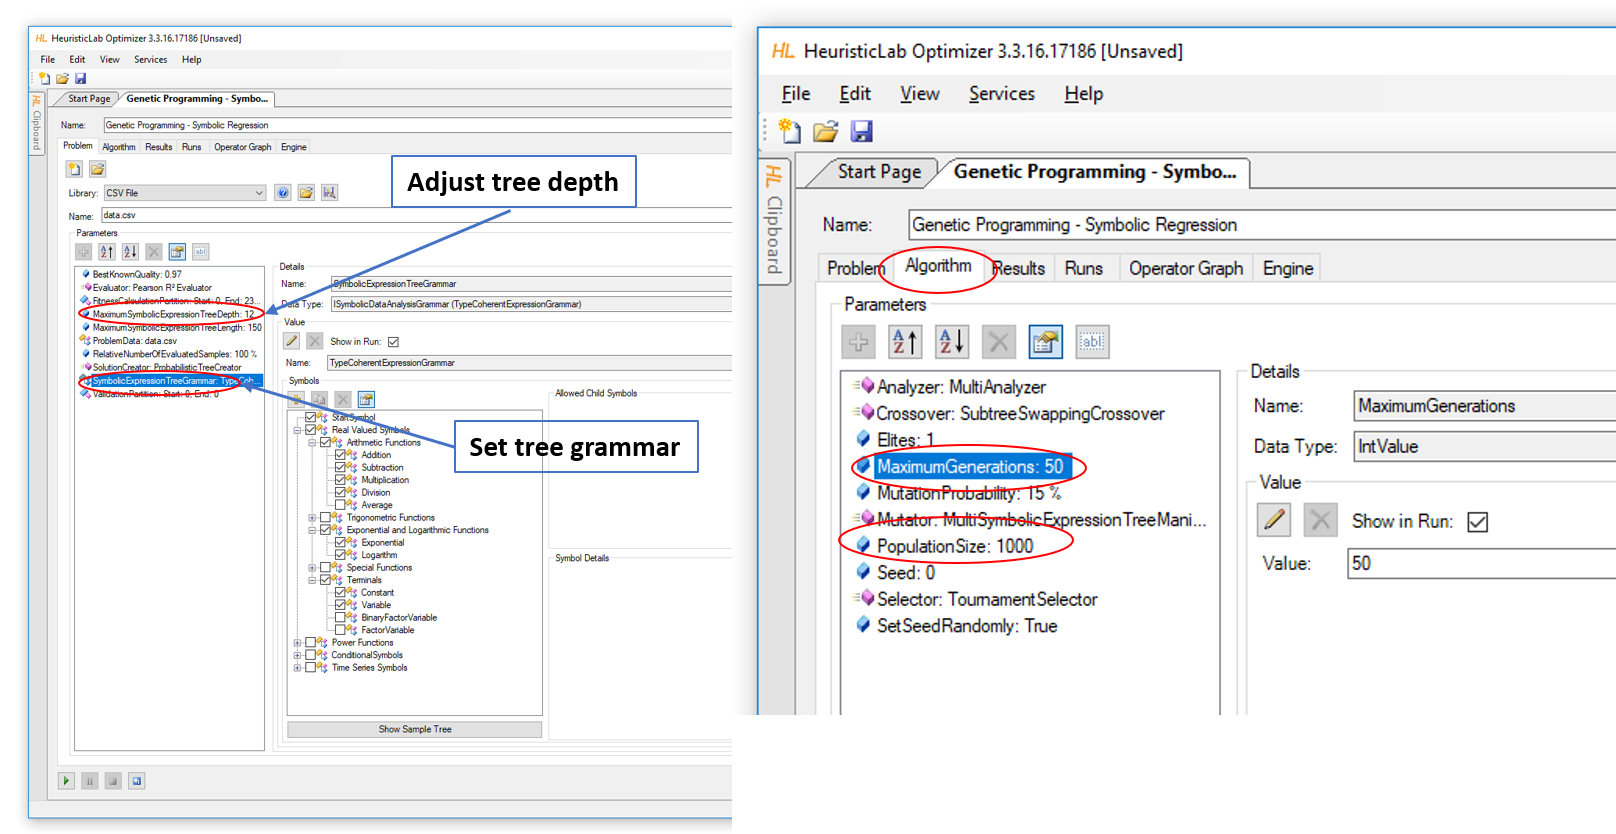 HL HeuristicLab Optimizer 3.3.16.17186 [Unsaved]
File Edit View Services Help
HL Clipboard
Start Page Genetic Programming - Symbo...
Name: Genetic Programming - Symbolic Regression
Problem Algorithm Results Runs Operator Graph Engine
Adjust tree depth
Library: CSV File
Name: data.csv
Parameters
BestKnownQuality: 0.97
Evaluator: Pearson R² Evaluator
FitnessCalculationPartition: Start: 0, End: 23...
MaximumSymbolicExpressionTreeDepth: 12
MaximumSymbolicExpressionTreeLength: 150
ProblemData: data.csv
RelativeNumberOfEvaluatedSamples: 100 %
SolutionCreator: ProbabilisticTreeCreator
SymbolicExpressionTreeGrammar: TypeCoh...
ValidationPartition: Start: 0, End: 0
Details
Name: SymbolicExpressionTreeGrammar
Data Type: ISymbolicDataAnalysisGrammar (TypeCoherentExpressionGrammar)
Value
Show in Run:
Name: TypeCoherentExpressionGrammar
Symbols
Allowed Child Symbols
StartSymbol
Real Valued Symbols
Arithmetic Functions
Addition
Subtraction
Multiplication
Division
Average
Trigonometric Functions
Exponential and Logarithmic Functions
Exponential
Logarithm
Special Functions
Terminals
Constant
Variable
BinaryFactorVariable
FactorVariable
Power Functions
ConditionalSymbols
Time Series Symbols
Set tree grammar
Symbol Details
Show Sample Tree
HL HeuristicLab Optimizer 3.3.16.17186 [Unsaved]
File Edit View Services Help
HL Clipboard
Start Page Genetic Programming - Symbo...
Name: Genetic Programming - Symbolic Regression
Problem Algorithm Results Runs Operator Graph Engine
Parameters
Analyzer: MultiAnalyzer
Crossover: SubtreeSwappingCrossover
Elites: 1
MaximumGenerations: 50
MutationProbability: 15 %
Mutator: MultiSymbolicExpressionTreeMani...
PopulationSize: 1000
Seed: 0
Selector: TournamentSelector
SetSeedRandomly: True
Details
Name: MaximumGenerations
Data Type: IntValue
Value
Show in Run:
Value: 50